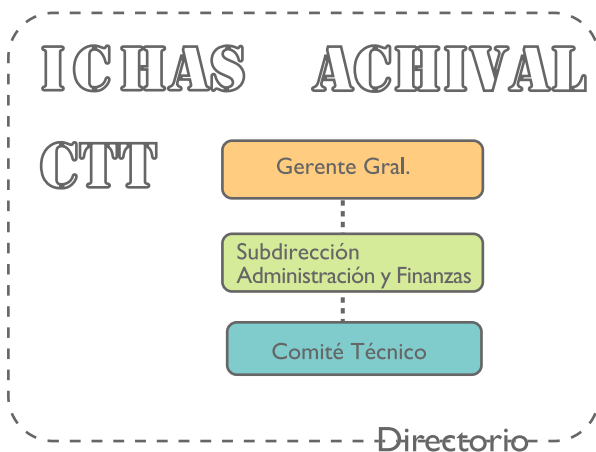 ICHAS ACHIVAL
CTT
Gerente Gral.
Subdirección
Administración y Finanzas
Comité Técnico
Directorio